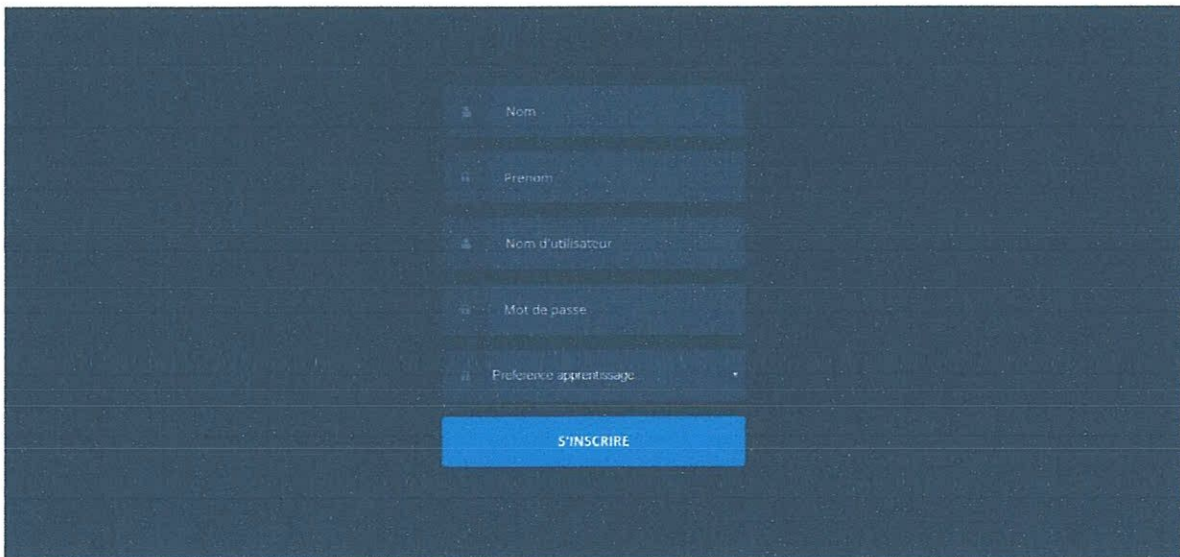 Nom
Prenom
Nom d'utilisateur
Mot de passe
Preference apprentissage
S'INSCRIRE